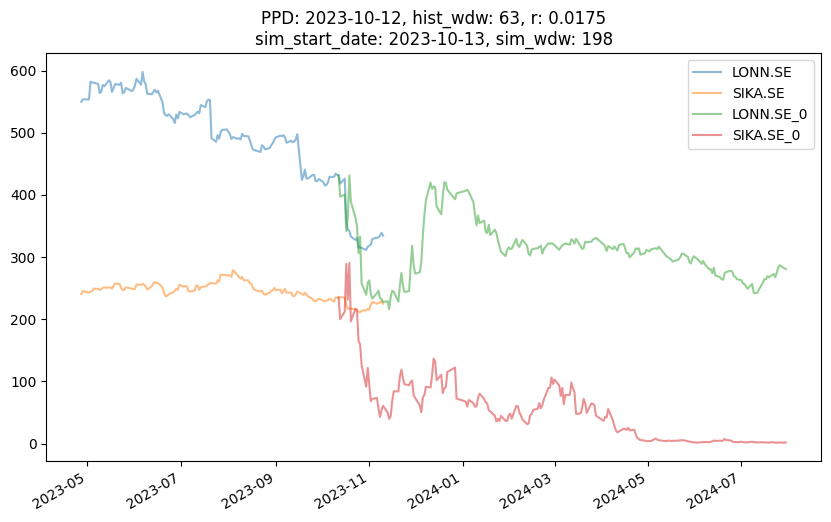 PPD: 2023-10-12, hist_wdw: 63, r: 0.0175
sim_start_date: 2023-10-13, sim_wdw: 198
LONN.SE
SIKA.SE
LONN.SE_0
SIKA.SE_0
600
500
400
300
200
100
0
2023-05
2023-07
2023-09
2023-11
2024-01
2024-03
2024-05
2024-07